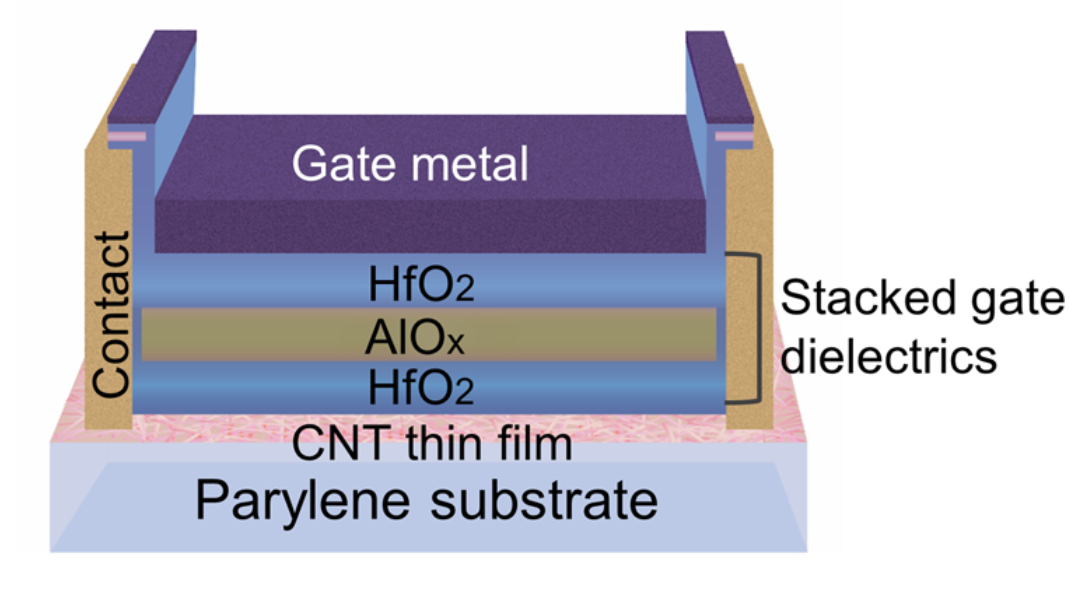 Gate metal
Contact
HfO2
AlOx
HfO2
Stacked gate
dielectrics
CNT thin film
Parylene substrate